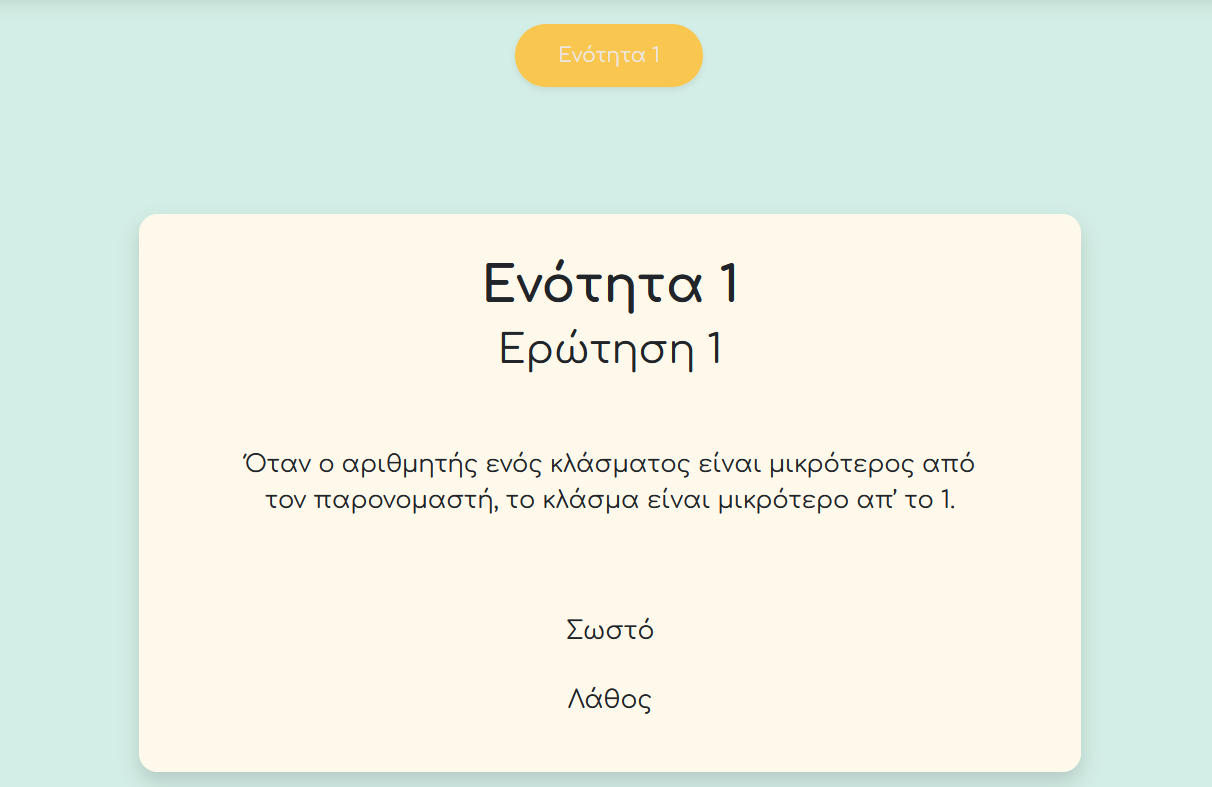 Ενότητα 1
Ενότητα 1
Ερώτηση 1
Όταν ο αριθμητής ενός κλάσματος είναι μικρότερος από
τον παρονομαστή, το κλάσμα είναι μικρότερο απ’ το 1.
Σωστό
Λάθος